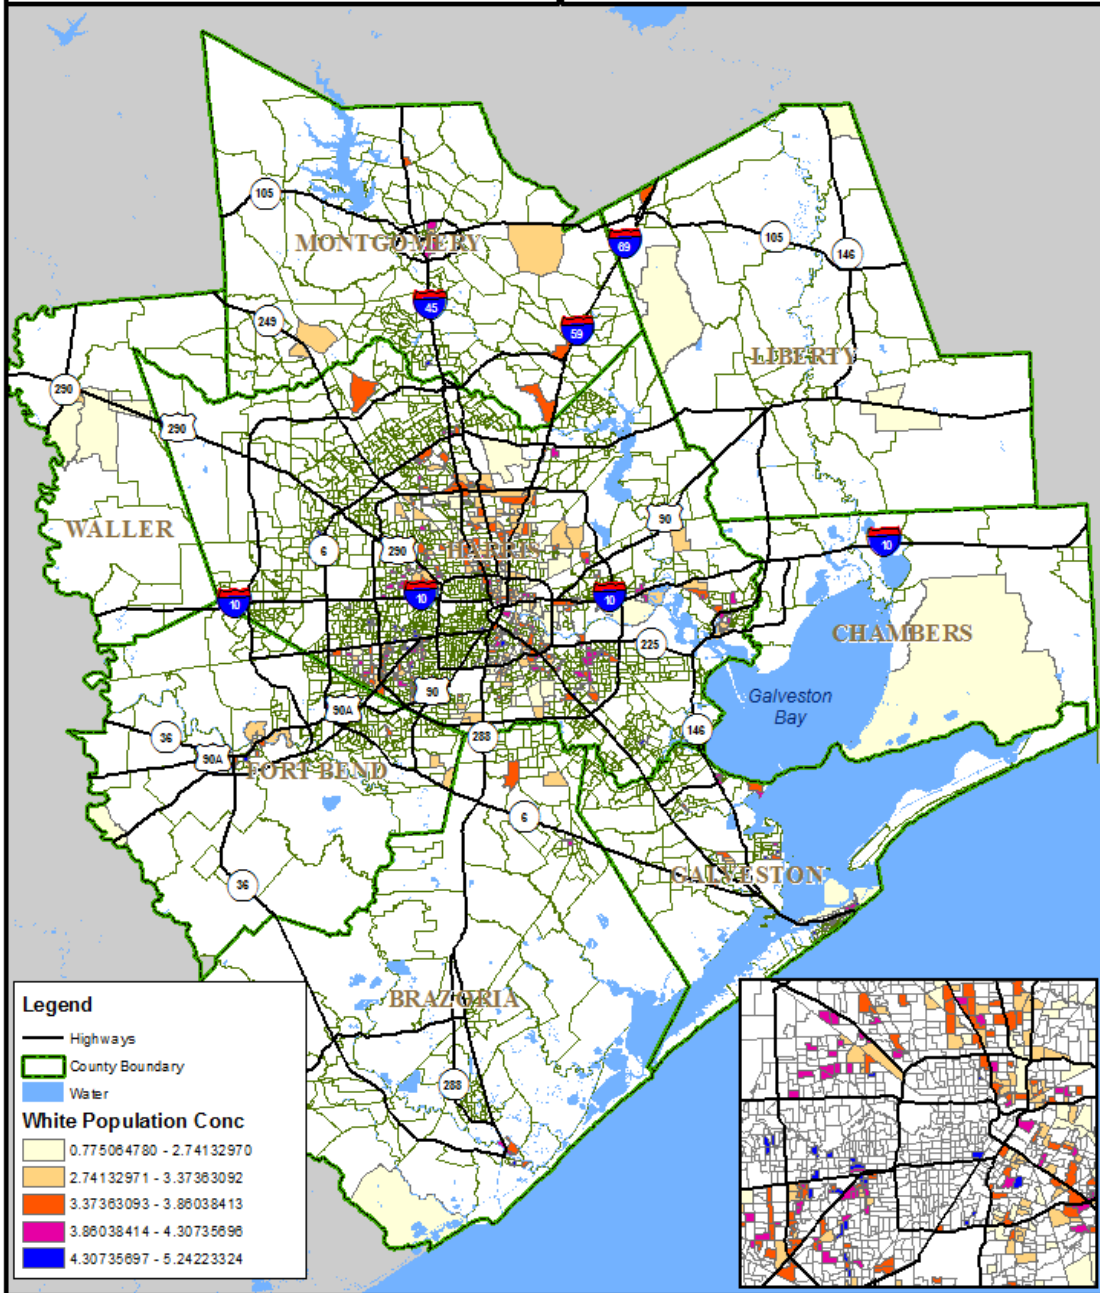 105
MONTGOMERY
69
105
146
45
249
59
LIBERTY
290
290
WALLER
90
6
290
HARRIS
10
10
10
10
CHAMBERS
225
Galveston
Bay
90
90A
36
90A
288
146
FORT BEND
6
36
GALVESTON
BRAZORIA
288
Legend
Highways
County Boundary
Water
White Population Conc
0.775064780 - 2.74132970
2.74132971 - 3.37363092
3.37363093 - 3.86038413
3.86038414 - 4.30735696
4.30735697 - 5.24223324